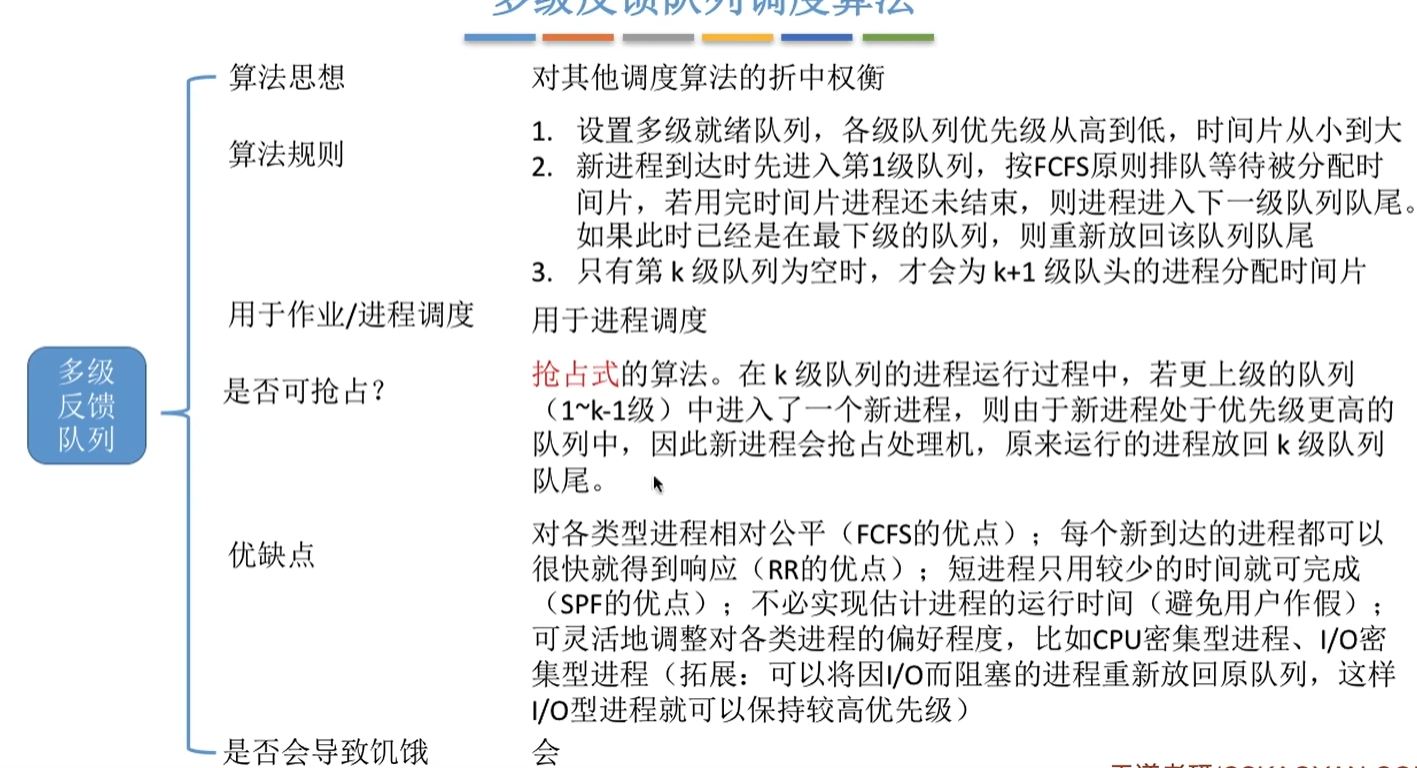 多级反馈队列调度算法
算法思想
对其他调度算法的折中权衡
算法规则
1. 设置多级就绪队列，各级队列优先级从高到低，时间片从小到大
2. 新进程到达时先进入第1级队列，按FCFS原则排队等待被分配时
间片，若用完时间片进程还未结束，则进程进入下一级队列队尾。
如果此时已经是在最下级的队列，则重新放回该队列队尾
3. 只有第 k 级队列为空时，才会为 k+1 级队头的进程分配时间片
用于作业/进程调度
用于进程调度
多级
反馈
队列
是否可抢占？
抢占式的算法。在 k 级队列的进程运行过程中，若更上级的队列
（1~k-1级）中进入了一个新进程，则由于新进程处于优先级更高的
队列中，因此新进程会抢占处理机，原来运行的进程放回 k 级队列
队尾。
优缺点
对各类型进程相对公平（FCFS的优点）；每个新到达的进程都可以
很快就得到响应（RR的优点）；短进程只用较少的时间就可完成
（SPF的优点）；不必实现估计进程的运行时间（避免用户作假）；
可灵活地调整对各类进程的偏好程度，比如CPU密集型进程、I/O密
集型进程（拓展：可以将因I/O而阻塞的进程重新放回原队列，这样
I/O型进程就可以保持较高优先级）
是否会导致饥饿
会